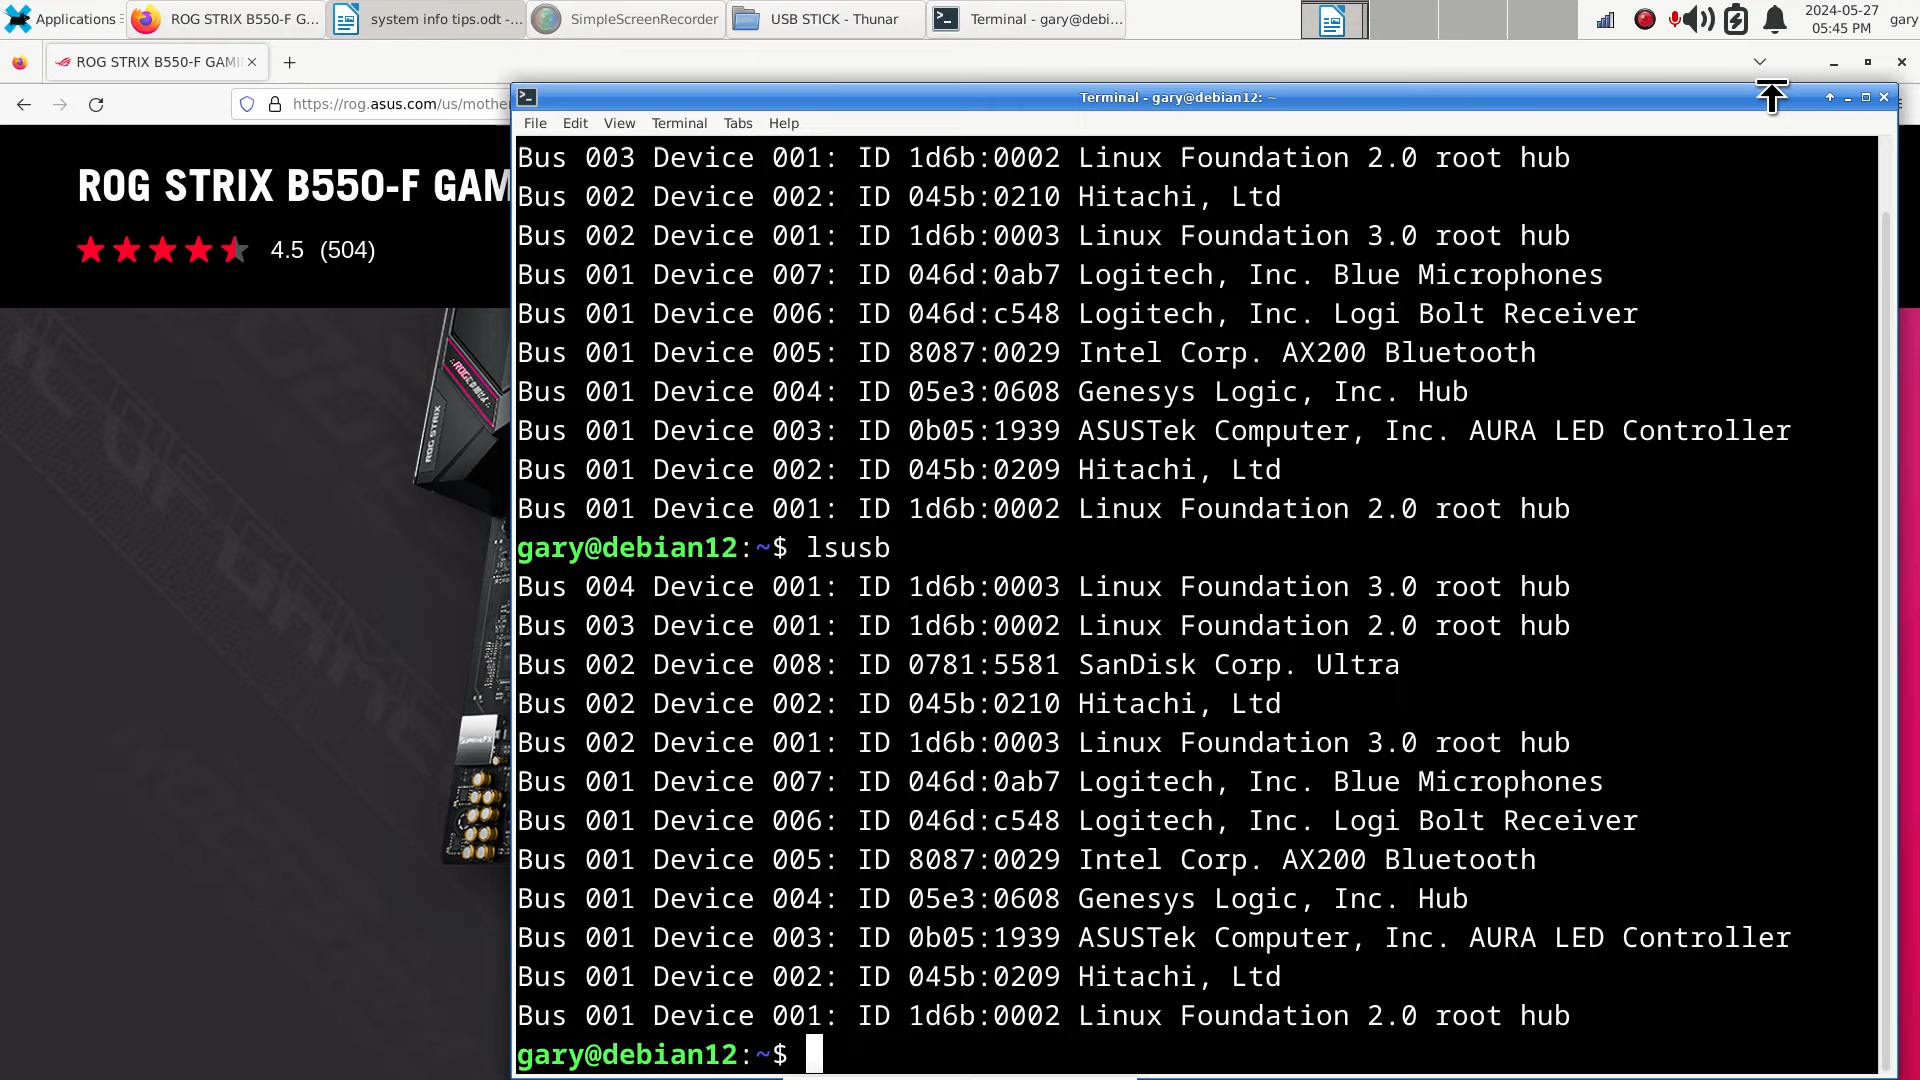 Applications
ROG STRIX B550-F G...
system info tips.odt -...
SimpleScreenRecorder
USB STICK - Thunar
Terminal - gary@debi...
2024-05-27
05:45 PM
gary
ROG STRIX B550-F GAMI
https://rog.asus.com/us/mothe
Terminal - gary@debian12: ~
File Edit View Terminal Tabs Help
ROG STRIX B550-F GAM
4.5 (504)
ROG STRIX
Bus 003 Device 001: ID 1d6b:0002 Linux Foundation 2.0 root hub
Bus 002 Device 002: ID 045b:0210 Hitachi, Ltd
Bus 002 Device 001: ID 1d6b:0003 Linux Foundation 3.0 root hub
Bus 001 Device 007: ID 046d:0ab7 Logitech, Inc. Blue Microphones
Bus 001 Device 006: ID 046d:c548 Logitech, Inc. Logi Bolt Receiver
Bus 001 Device 005: ID 8087:0029 Intel Corp. AX200 Bluetooth
Bus 001 Device 004: ID 05e3:0608 Genesys Logic, Inc. Hub
Bus 001 Device 003: ID 0b05:1939 ASUSTek Computer, Inc. AURA LED Controller
Bus 001 Device 002: ID 045b:0209 Hitachi, Ltd
Bus 001 Device 001: ID 1d6b:0002 Linux Foundation 2.0 root hub
gary@debian12:~$ lsusb
Bus 004 Device 001: ID 1d6b:0003 Linux Foundation 3.0 root hub
Bus 003 Device 001: ID 1d6b:0002 Linux Foundation 2.0 root hub
Bus 002 Device 008: ID 0781:5581 SanDisk Corp. Ultra
Bus 002 Device 002: ID 045b:0210 Hitachi, Ltd
Bus 002 Device 001: ID 1d6b:0003 Linux Foundation 3.0 root hub
Bus 001 Device 007: ID 046d:0ab7 Logitech, Inc. Blue Microphones
Bus 001 Device 006: ID 046d:c548 Logitech, Inc. Logi Bolt Receiver
Bus 001 Device 005: ID 8087:0029 Intel Corp. AX200 Bluetooth
Bus 001 Device 004: ID 05e3:0608 Genesys Logic, Inc. Hub
Bus 001 Device 003: ID 0b05:1939 ASUSTek Computer, Inc. AURA LED Controller
Bus 001 Device 002: ID 045b:0209 Hitachi, Ltd
Bus 001 Device 001: ID 1d6b:0002 Linux Foundation 2.0 root hub
gary@debian12:~$